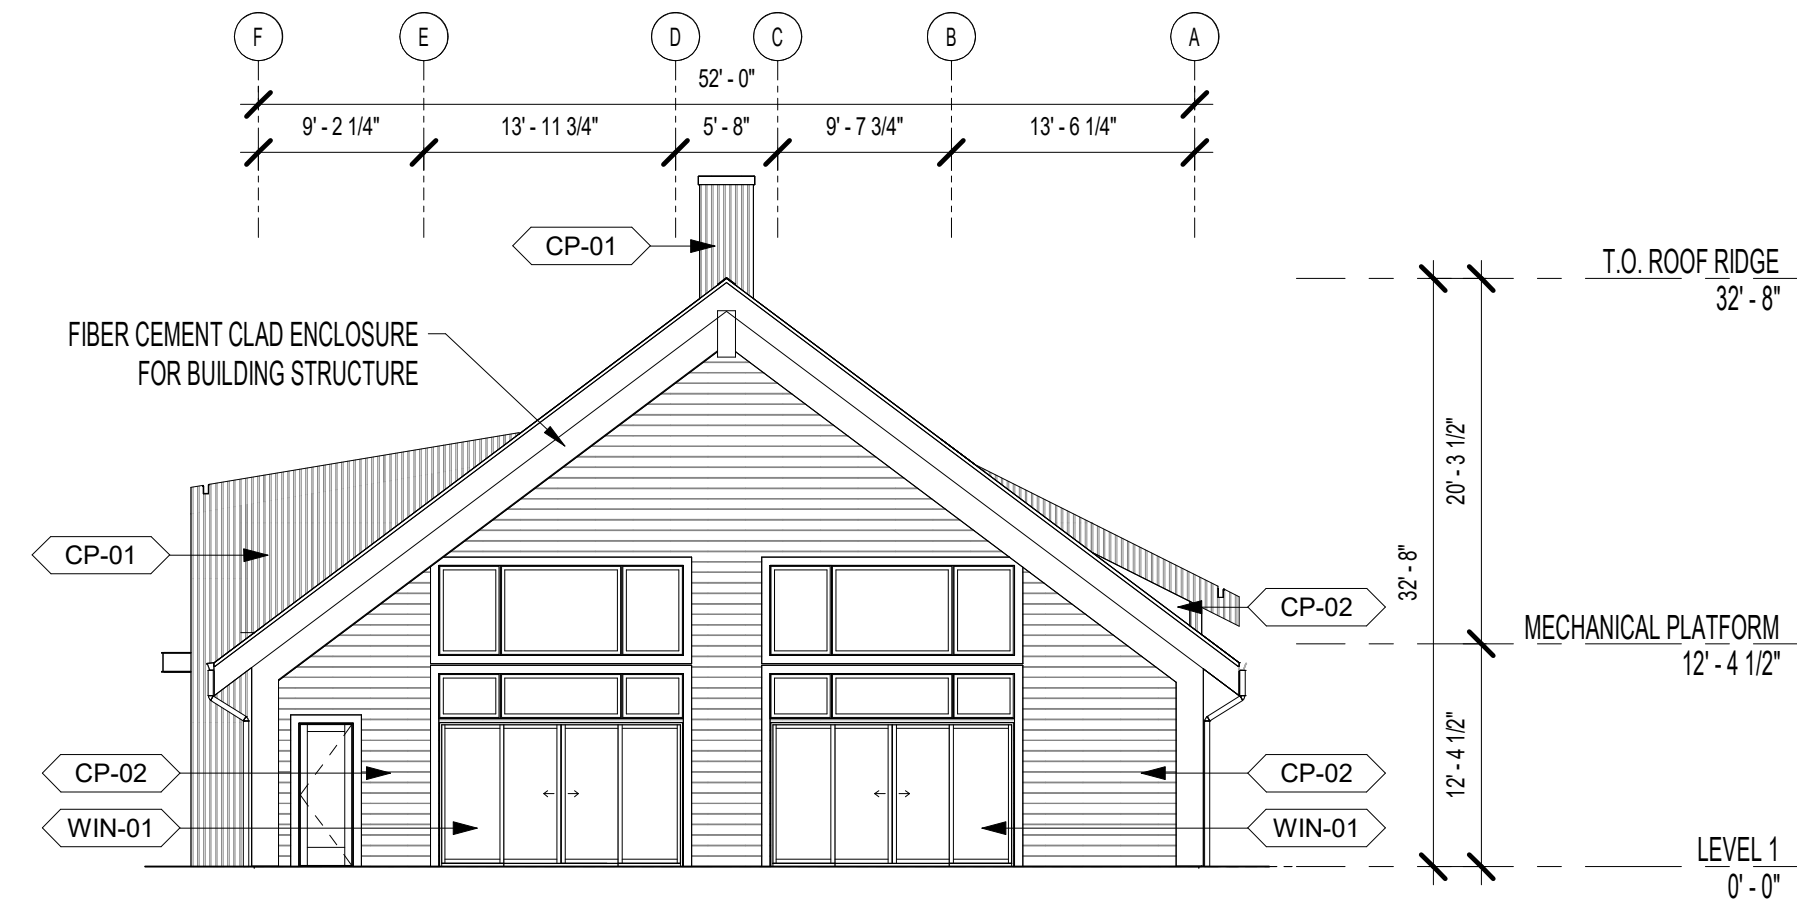 F E D C B A
52' - 0"
9' - 2 1/4" 13' - 11 3/4" 5' - 8" 9' - 7 3/4" 13' - 6 1/4"
CP-01
T.O. ROOF RIDGE
32' - 8"
FIBER CEMENT CLAD ENCLOSURE
FOR BUILDING STRUCTURE
20' - 3 1/2"
CP-01
32' - 8"
CP-02
MECHANICAL PLATFORM
12' - 4 1/2"
CP-02
CP-02
12' - 4 1/2"
WIN-01
WIN-01
LEVEL 1
0' - 0"